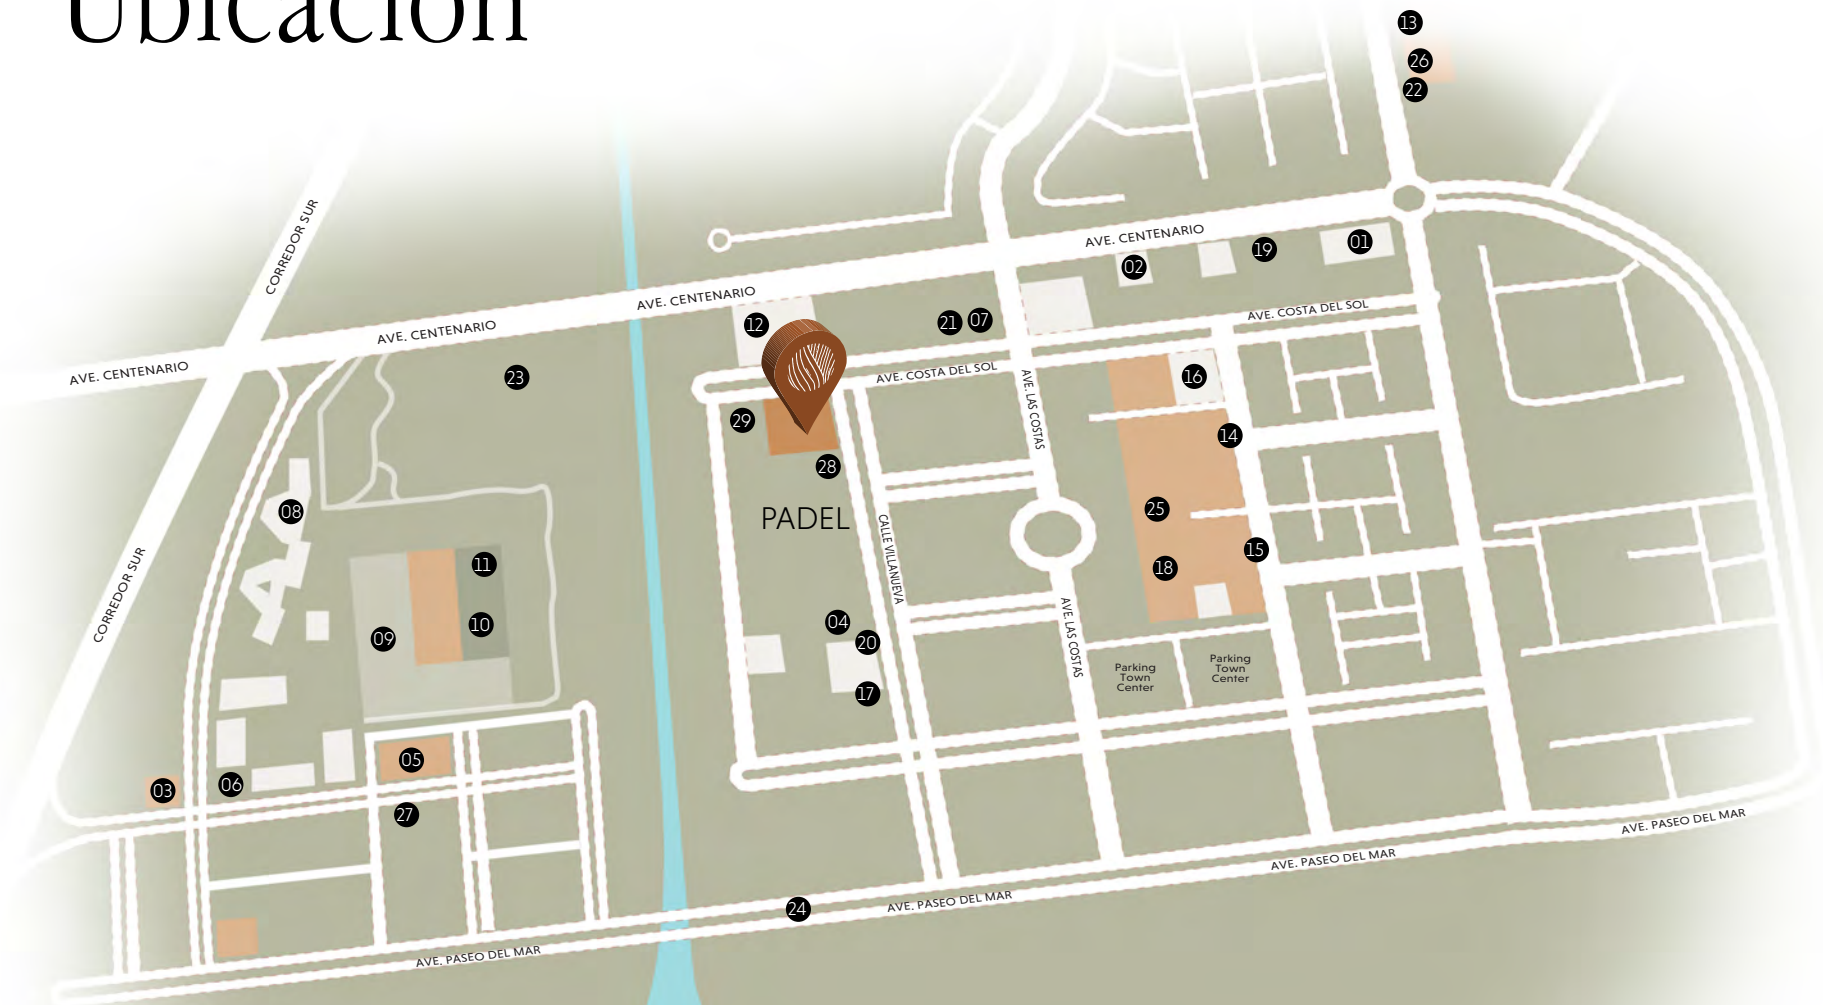 Ubicación
13
26
22
CORREDOR SUR
AVE. CENTENARIO
19
01
02
AVE. CENTENARIO
12
21
07
AVE. COSTA DEL SOL
AVE. CENTENARIO
AVE. CENTENARIO
23
AVE. COSTA DEL SOL
16
29
AVE. LAS COSTAS
14
28
08
PADEL
25
CALLE VILLANUEVA
15
11
18
CORREDOR SUR
09
10
04
20
AVE. LAS COSTAS
Parking
Town
Center
Parking
Town
Center
17
05
03
06
27
AVE. PASEO DEL MAR
AVE. PASEO DEL MAR
24
AVE. PASEO DEL MAR
AVE. PASEO DEL MAR